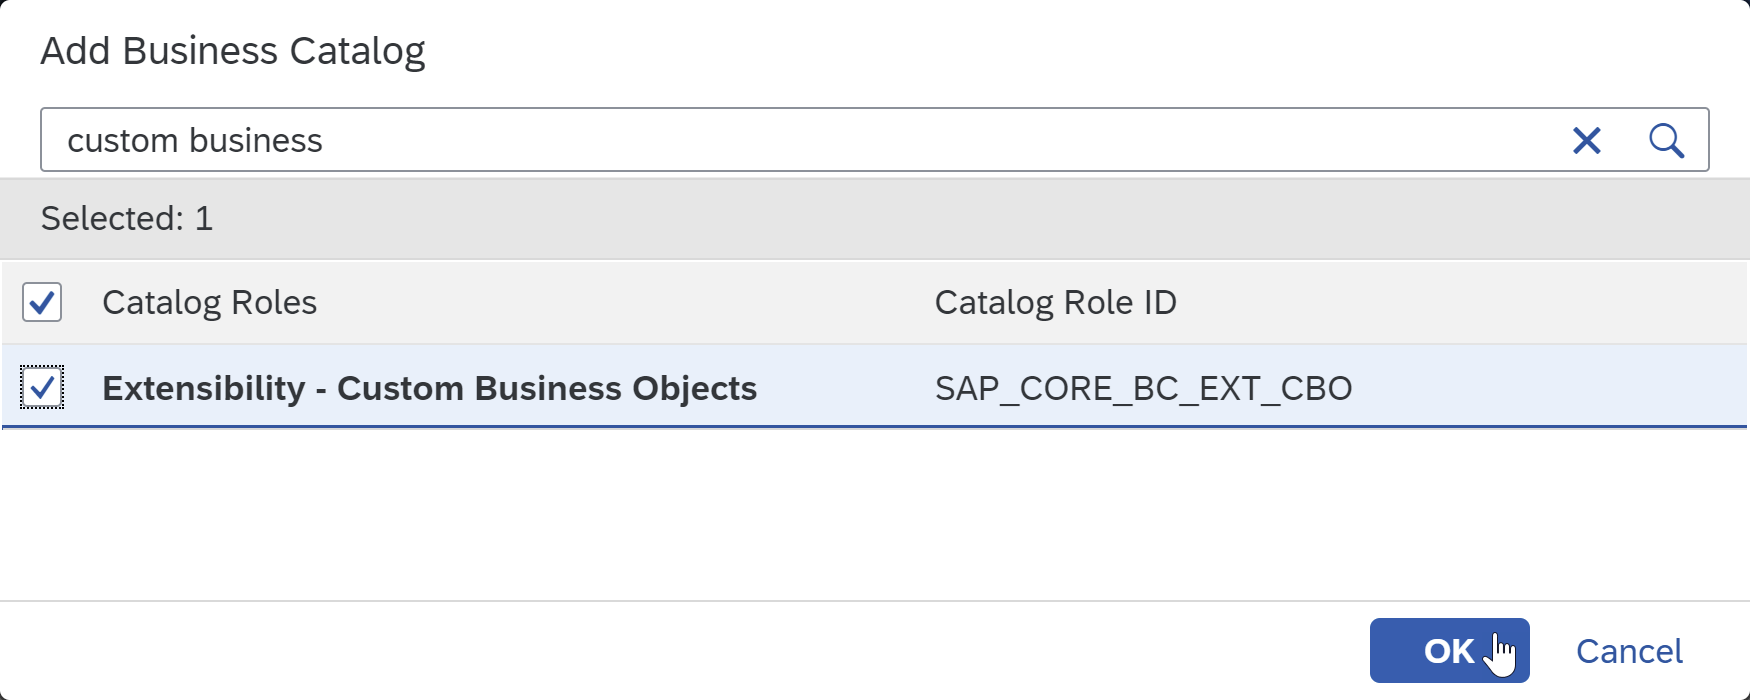 Add Business Catalog
custom business
Selected: 1
Catalog Roles Catalog Role ID
Extensibility - Custom Business Objects SAP_CORE_BC_EXT_CBO
OK Cancel